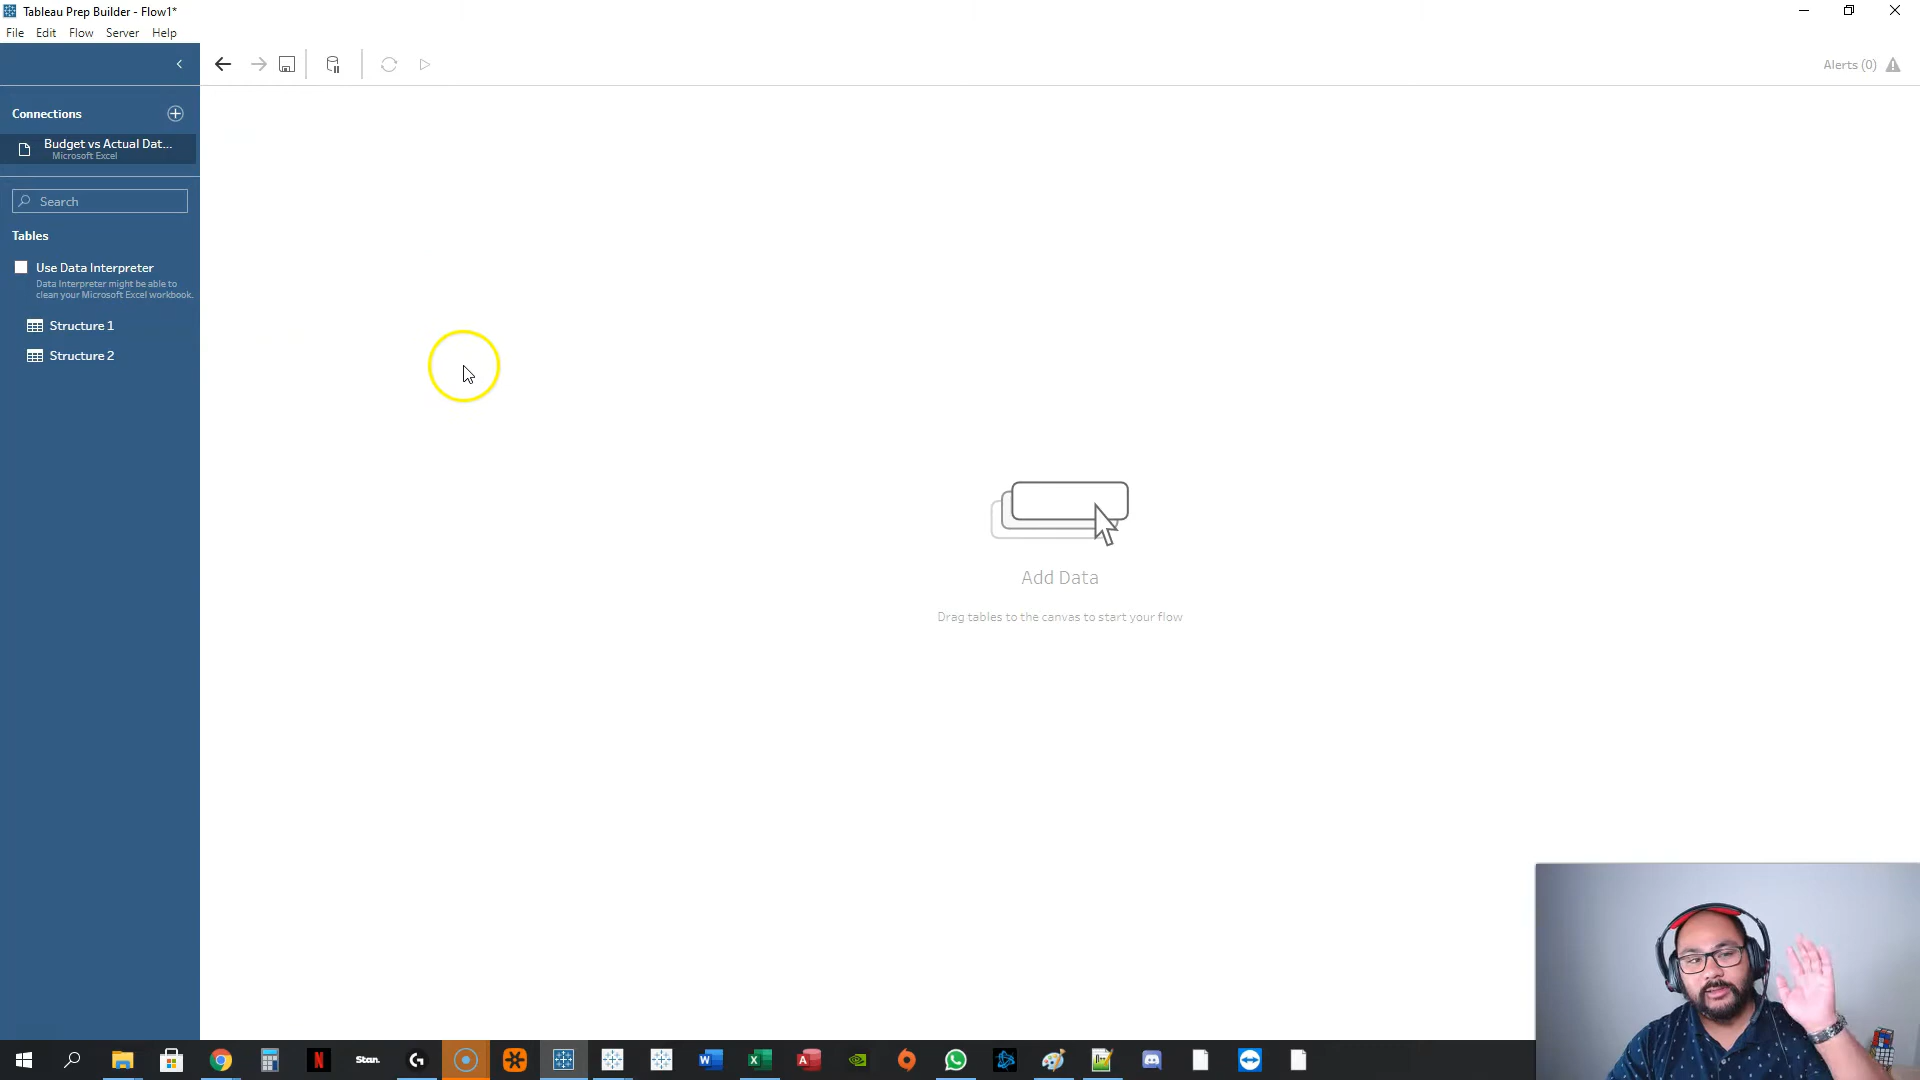 Tableau Prep Builder - Flow1*
File Edit Flow Server Help
Alerts (0)
Connections
Budget vs Actual Dat...
Microsoft Excel
Search
Tables
Use Data Interpreter
Data Interpreter might be able to
clean your Microsoft Excel workbook.
Structure 1
Structure 2
Add Data
Drag tables to the canvas to start your flow
Stan.